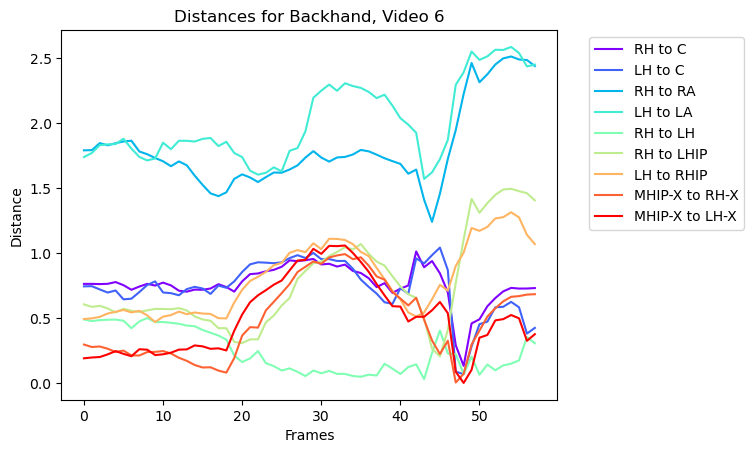 Distances for Backhand, Video 6
Distance
2.5
2.0
1.5
1.0
0.5
0.0
0
10
20
30
40
50
Frames
RH to C
LH to C
RH to RA
LH to LA
RH to LH
RH to LHIP
LH to RHIP
MHIP-X to RH-X
MHIP-X to LH-X